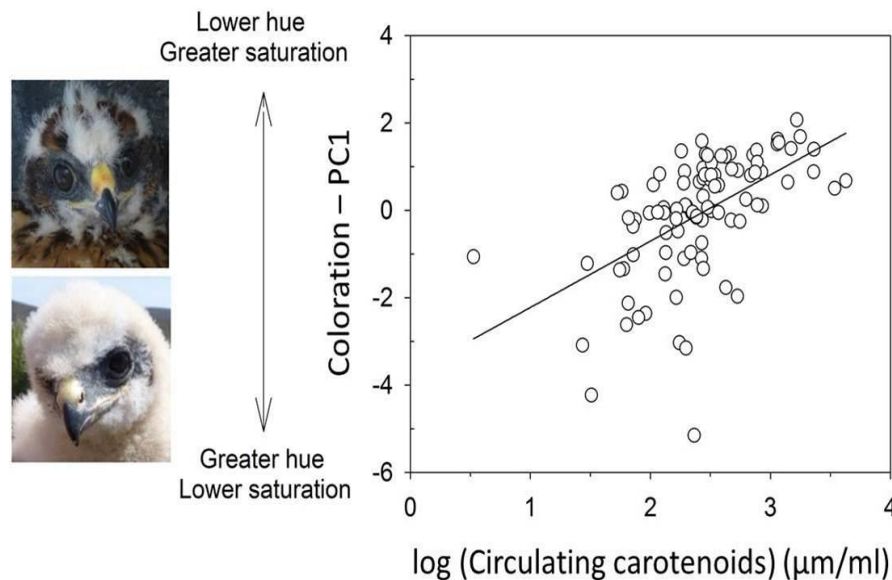 Lower hue
Greater saturation
Greater hue
Lower saturation
Coloration – PC1
4
2
0
-2
-4
-6
0
1
2
3
4
log (Circulating carotenoids) (μm/ml)